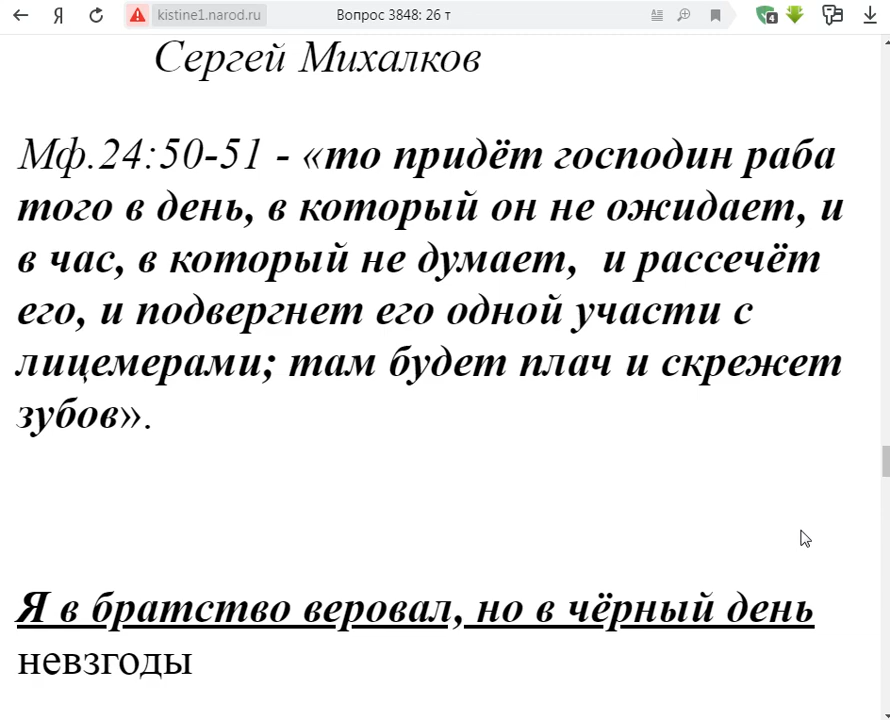 kistine1.narod.ru
Вопрос 3848: 26 т
4
Сергей Михалков
Мф.24:50-51 - «то придёт господин раба
того в день, в который он не ожидает, и
в час, в который не думает,  и рассечёт
его, и подвергнет его одной участи с
лицемерами; там будет плач и скрежет
зубов».
Я в братство веровал, но в чёрный день
невзгоды